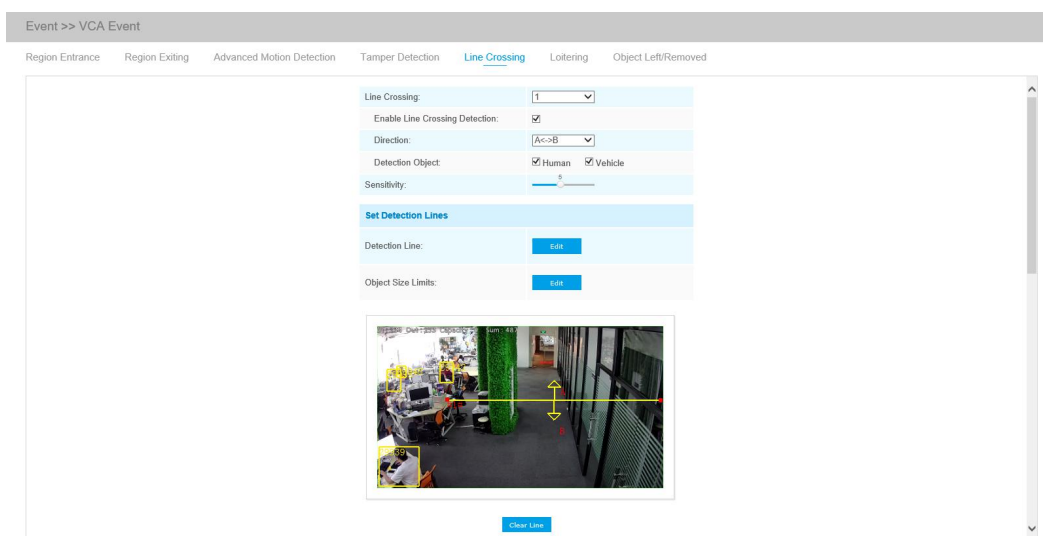 Event >> VCA Event
Region Entrance Region Exiting Advanced Motion Detection Tamper Detection Line Crossing Loitering Object Left/Removed
Line Crossing: 1
Enable Line Crossing Detection:
Direction: A<->B
Detection Object: Human Vehicle
Sensitivity: 5
Set Detection Lines
Detection Line: Edit
Object Size Limits: Edit
Sum: 487
Clear Line